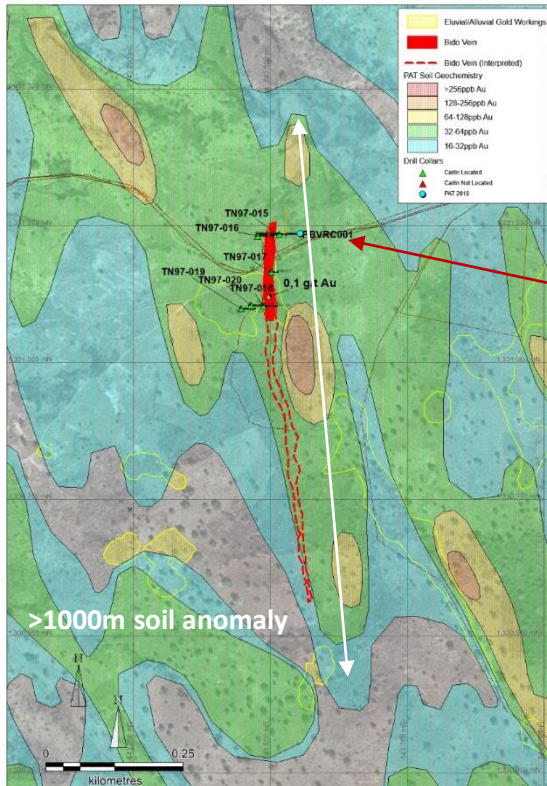 Eluvial/Alluvial Gold Workings
Bido Vein
Bido Vein (Interpreted)
PAT Soil Geochemistry
>256ppb Au
128-256ppb Au
64-128ppb Au
32-64ppb Au
16-32ppb Au
Drill Collars
Carlin Located
Carlin Not Located
PAT 2018
TN97-015
TN97-016
PBVRC001
TN97-017
TN97-019
TN97-020
TN97-018
0,1 g/t Au
>1000m soil anomaly
N
N
0
0.25
kilometres